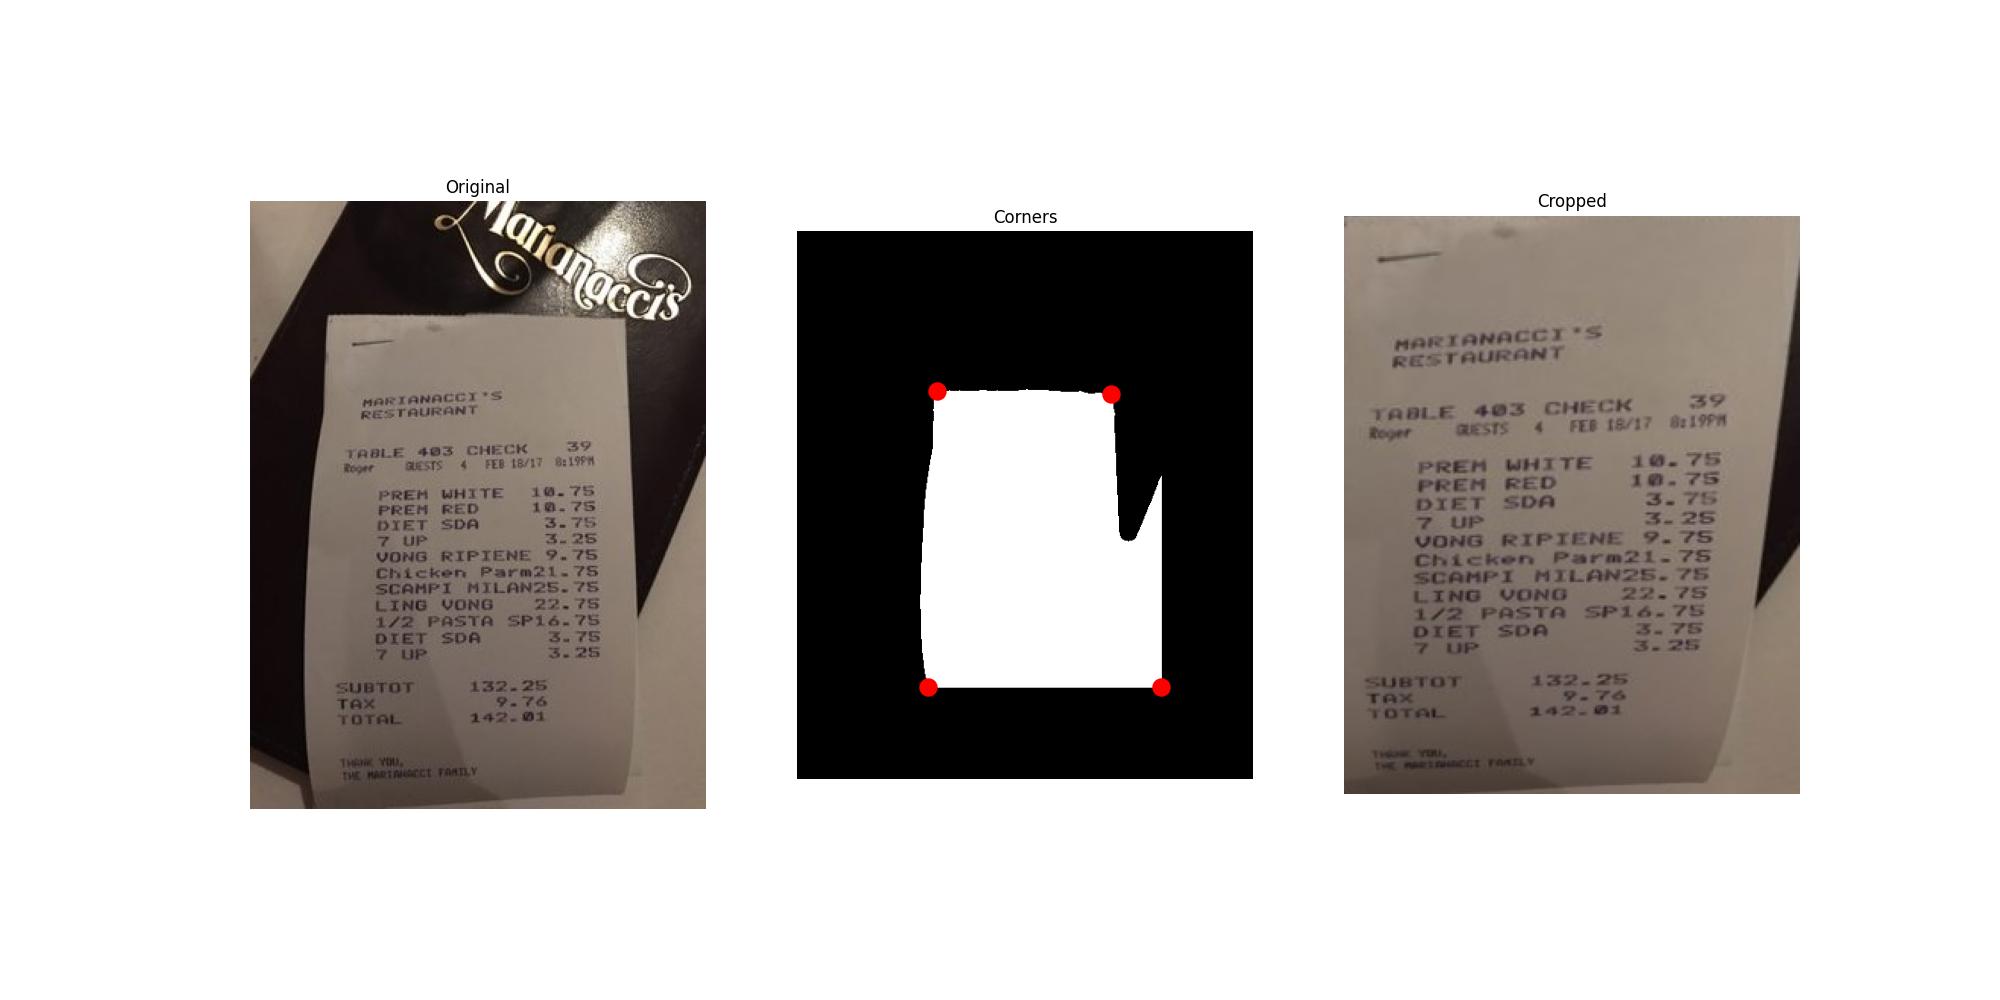 Original
Marianacci's
MARIANACCI'S
RESTAURANT
TABLE 403 CHECK 39
Roger GUESTS 4 FEB 18/17 8:19PM
PREM WHITE 10.75
PREM RED 10.75
DIET SDA 3.75
7 UP 3.25
VONG RIPIENE 9.75
Chicken Parm21.75
SCAMPI MILAN25.75
LING VONG 22.75
1/2 PASTA SP16.75
DIET SDA 3.75
7 UP 3.25
SUBTOT 132.25
TAX 9.76
TOTAL 142.01
THANK YOU,
THE MARIANACCI FAMILY
Corners
Cropped
MARIANACCI'S
RESTAURANT
TABLE 403 CHECK 39
Roger GUESTS 4 FEB 18/17 8:19PM
PREM WHITE 10.75
PREM RED 10.75
DIET SDA 3.75
7 UP 3.25
VONG RIPIENE 9.75
Chicken Parm21.75
SCAMPI MILAN25.75
LING VONG 22.75
1/2 PASTA SP16.75
DIET SDA 3.75
7 UP 3.25
SUBTOT 132.25
TAX 9.76
TOTAL 142.01
THANK YOU,
THE MARIANACCI FAMILY